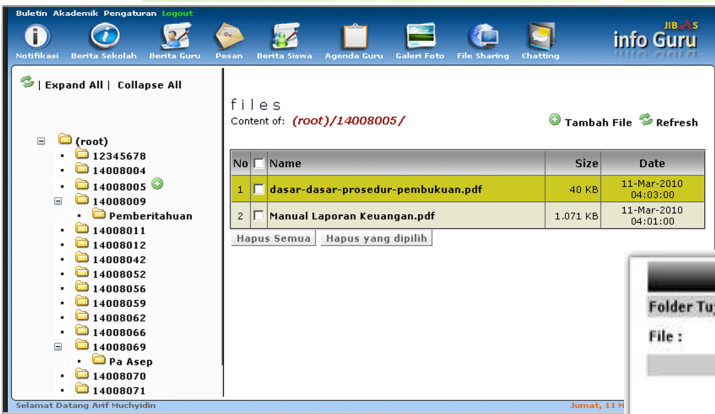 Buletin Akademik Pengaturan Logout
Notifikasi Berita Sekolah Berita Guru Pesan Berita Siswa Agenda Guru Galeri Foto File Sharing Chatting
JIBAS
info Guru
| Expand All | Collapse All
(root)
12345678
14008004
14008005
14008009
Pemberitahuan
14008011
14008012
14008042
14008052
14008056
14008059
14008062
14008066
14008069
Pa Asep
14008070
14008071
files
Content of: (root)/14008005/
Tambah File Refresh
No Name Size Date
1 dasar-dasar-prosedur-pembukuan.pdf 40 KB 11-Mar-2010 04:03:00
2 Manual Laporan Keuangan.pdf 1.071 KB 11-Mar-2010 04:01:00
Hapus Semua Hapus yang dipilih
Folder Tu
File :
Selamat Datang Arif Muchyidin
Jumat, 11 M